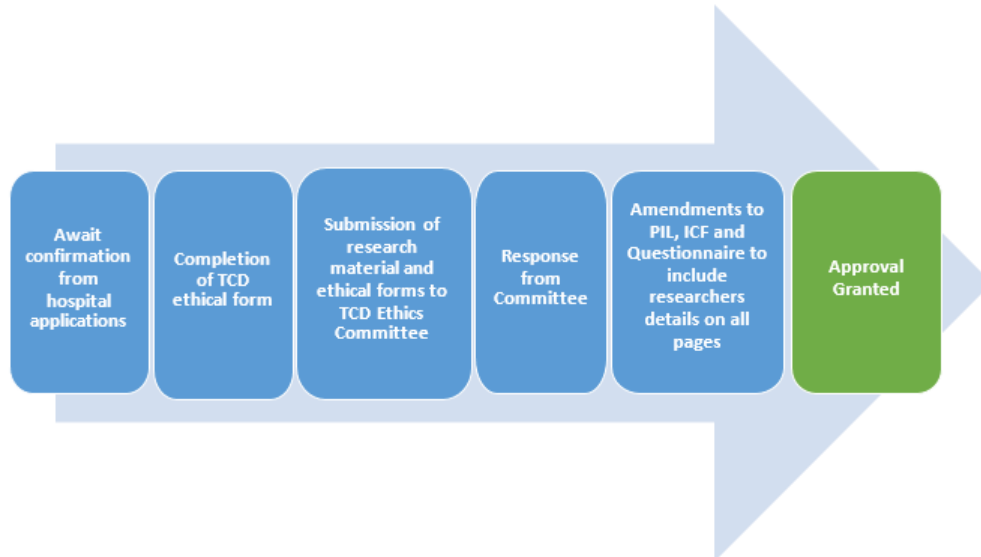 Await
confirmation
from
hospital
applications
Completion
of TCD
ethical form
Submission of
research
material and
ethical forms to
TCD Ethics
Committee
Response
from
Committee
Amendments to
PIL, ICF and
Questionnaire to
include
researchers
details on all
pages
Approval
Granted